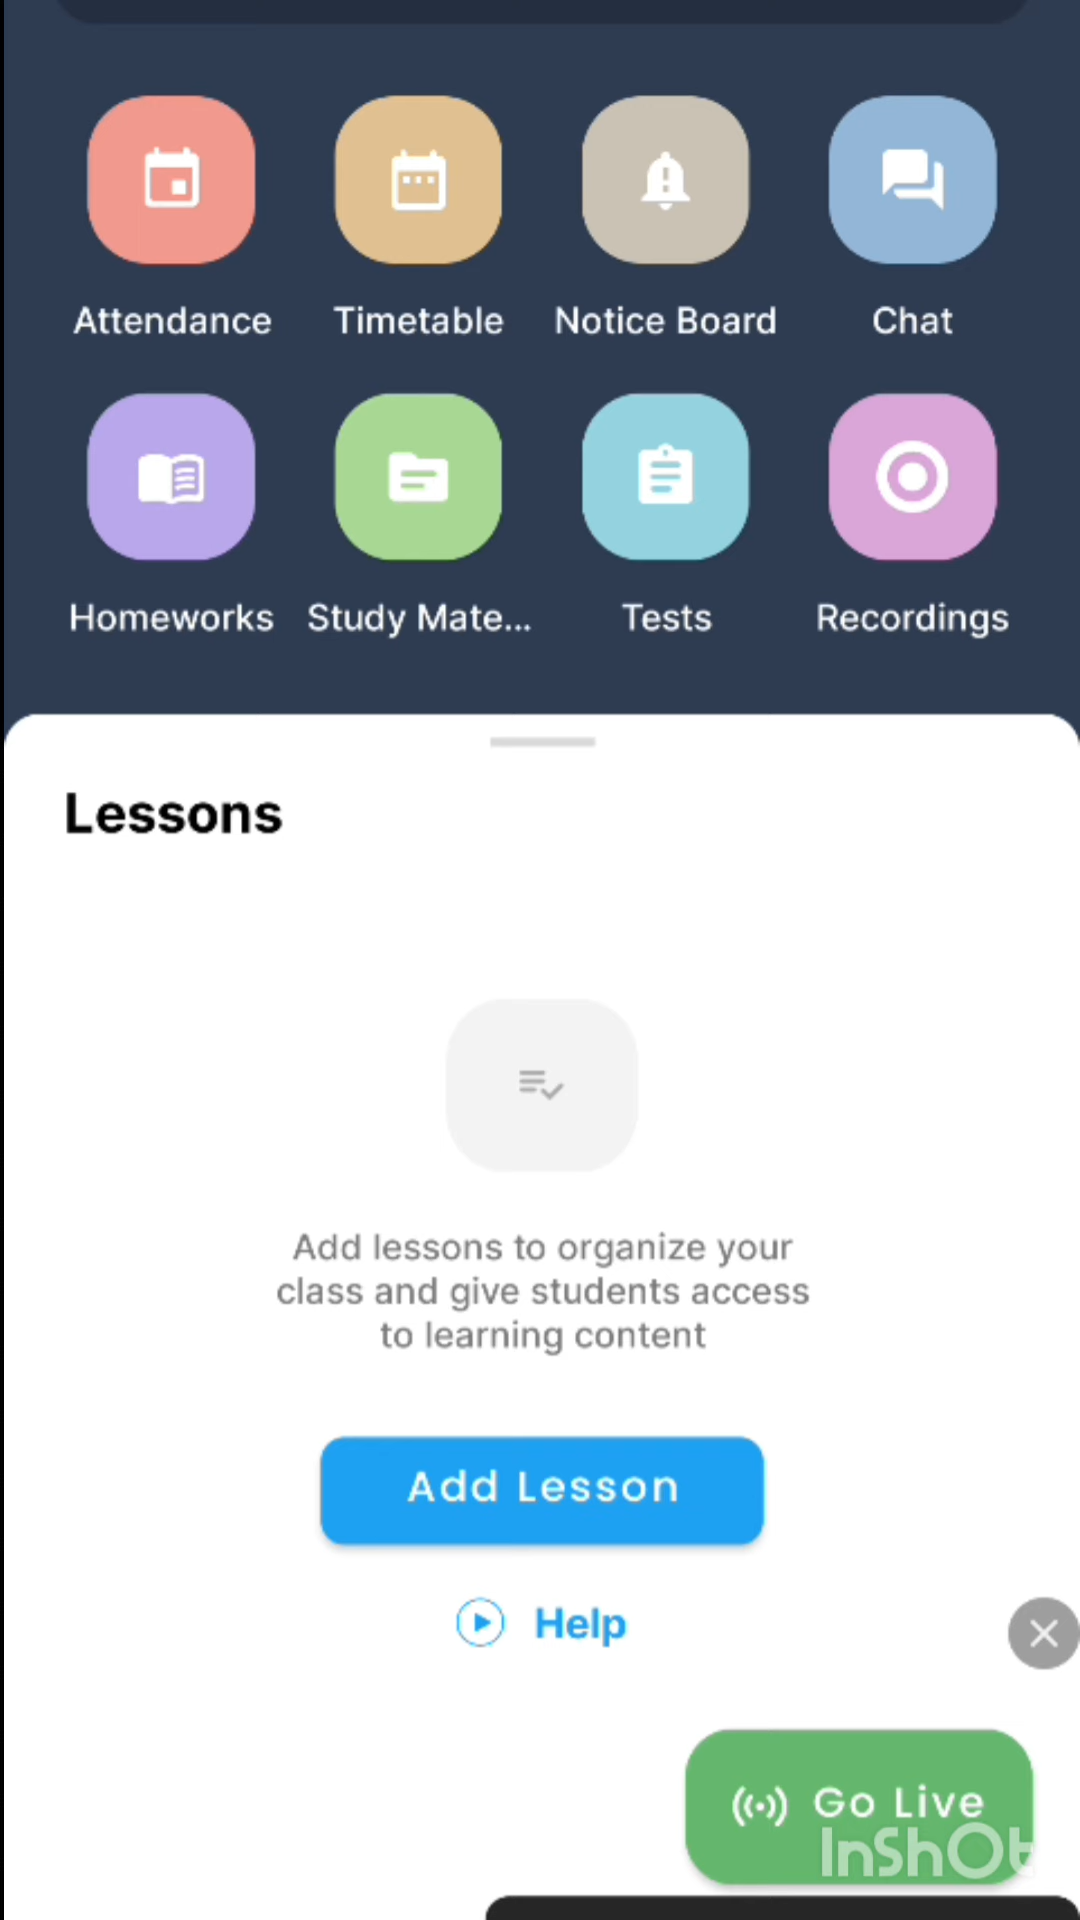 Attendance Timetable Notice Board Chat
Homeworks Study Mate... Tests Recordings
Lessons
Add lessons to organize your
class and give students access
to learning content
Add Lesson
Help
Go Live
InShOt